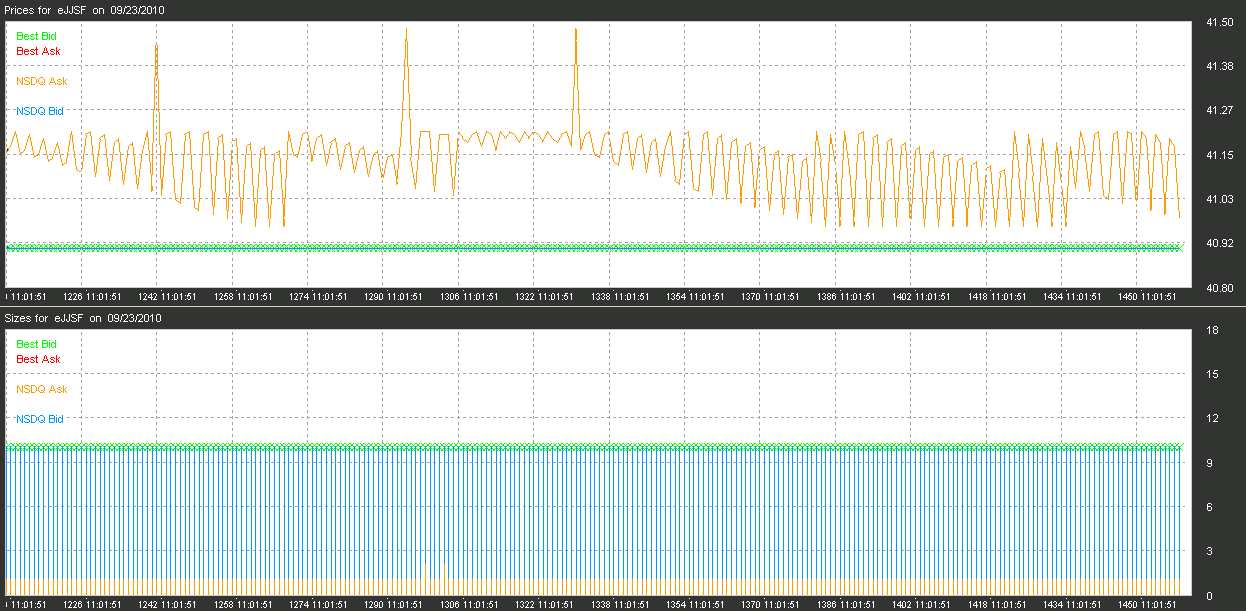 Prices for eJJSF on 09/23/2010
Best Bid
Best Ask
NSDQ Ask
NSDQ Bid
41.50
41.38
41.27
41.15
41.03
40.92
40.80
11:01:51 1226 11:01:51 1242 11:01:51 1258 11:01:51 1274 11:01:51 1290 11:01:51 1306 11:01:51 1322 11:01:51 1338 11:01:51 1354 11:01:51 1370 11:01:51 1386 11:01:51 1402 11:01:51 1418 11:01:51 1434 11:01:51 1450 11:01:51
Sizes for eJJSF on 09/23/2010
Best Bid
Best Ask
NSDQ Ask
NSDQ Bid
18
15
12
9
6
3
0
11:01:51 1226 11:01:51 1242 11:01:51 1258 11:01:51 1274 11:01:51 1290 11:01:51 1306 11:01:51 1322 11:01:51 1338 11:01:51 1354 11:01:51 1370 11:01:51 1386 11:01:51 1402 11:01:51 1418 11:01:51 1434 11:01:51 1450 11:01:51